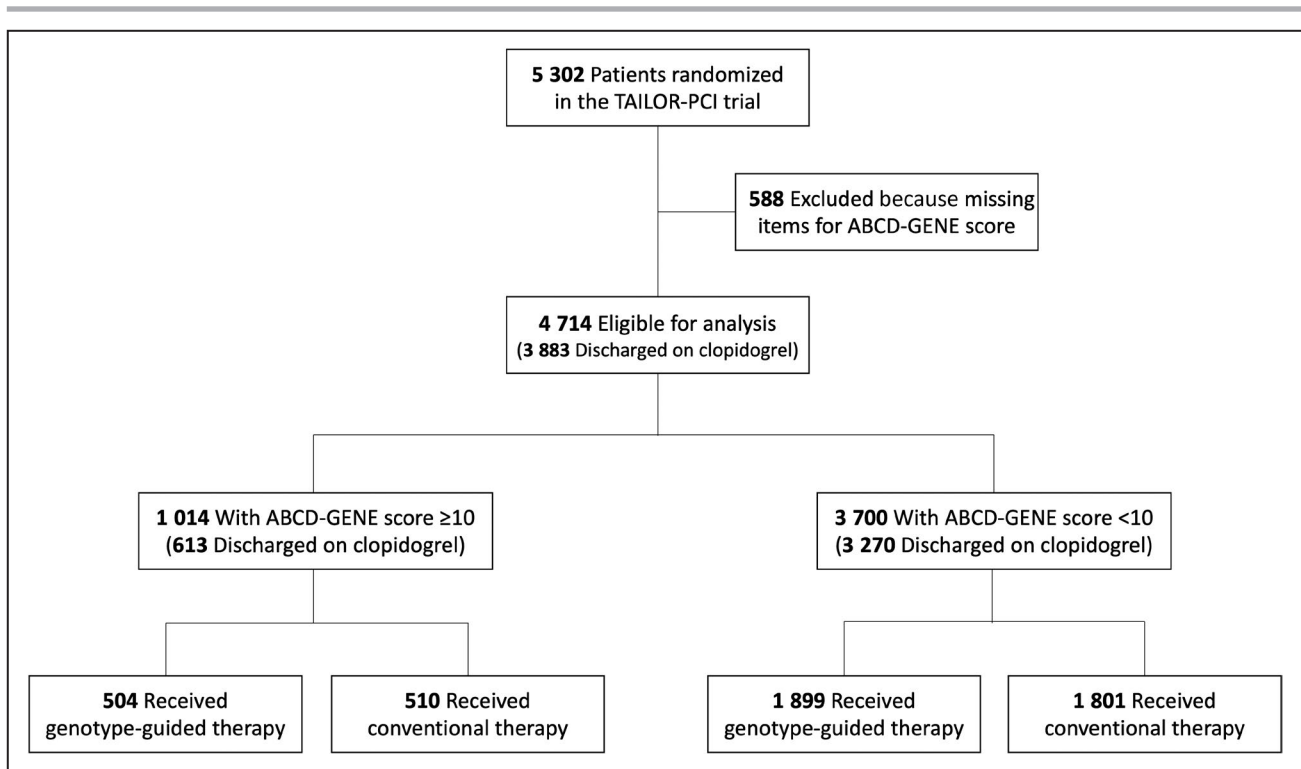 5 302 Patients randomized
in the TAILOR-PCI trial
588 Excluded because missing
items for ABCD-GENE score
4 714 Eligible for analysis
(3 883 Discharged on clopidogrel)
1 014 With ABCD-GENE score ≥10
(613 Discharged on clopidogrel)
3 700 With ABCD-GENE score <10
(3 270 Discharged on clopidogrel)
504 Received
genotype-guided therapy
510 Received
conventional therapy
1 899 Received
genotype-guided therapy
1 801 Received
conventional therapy